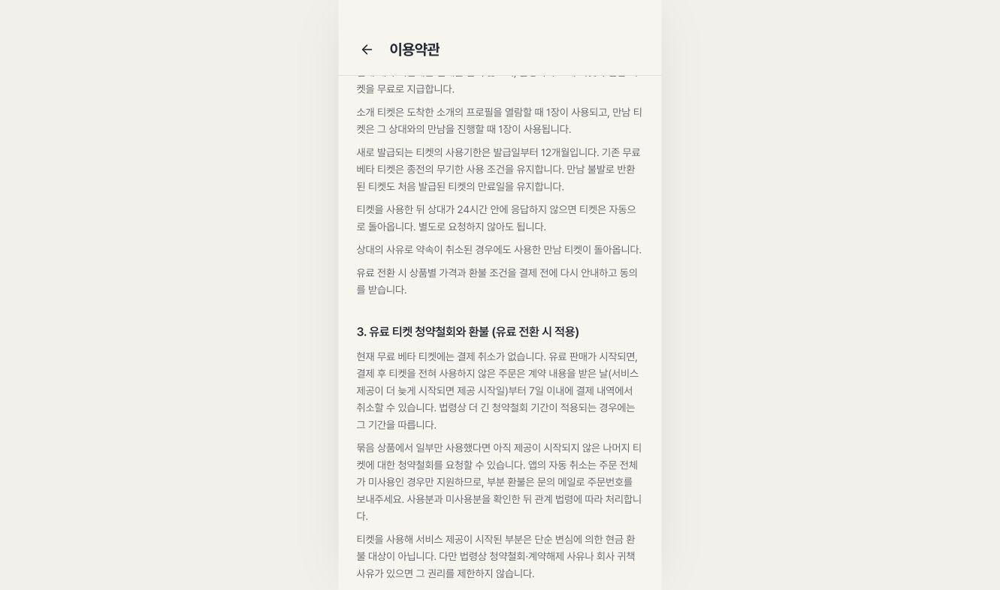 이용약관
켓을 무료로 지급합니다.
소개 티켓은 도착한 소개의 프로필을 열람할 때 1장이 사용되고, 만남 티
켓은 그 상대와의 만남을 진행할 때 1장이 사용됩니다.
새로 발급되는 티켓의 사용기한은 발급일부터 12개월입니다. 기존 무료
베타 티켓은 종전의 무기한 사용 조건을 유지합니다. 만남 불발로 반환
된 티켓도 처음 발급된 티켓의 만료일을 유지합니다.
티켓을 사용한 뒤 상대가 24시간 안에 응답하지 않으면 티켓은 자동으
로 돌아옵니다. 별도로 요청하지 않아도 됩니다.
상대의 사유로 약속이 취소된 경우에도 사용한 만남 티켓이 돌아옵니다.
유료 전환 시 상품별 가격과 환불 조건을 결제 전에 다시 안내하고 동의
를 받습니다.
3. 유료 티켓 청약철회와 환불 (유료 전환 시 적용)
현재 무료 베타 티켓에는 결제 취소가 없습니다. 유료 판매가 시작되면,
결제 후 티켓을 전혀 사용하지 않은 주문은 계약 내용을 받은 날(서비스
제공이 더 늦게 시작되면 제공 시작일)부터 7일 이내에 결제 내역에서
취소할 수 있습니다. 법령상 더 긴 청약철회 기간이 적용되는 경우에는
그 기간을 따릅니다.
묶음 상품에서 일부만 사용했다면 아직 제공이 시작되지 않은 나머지 티
켓에 대한 청약철회를 요청할 수 있습니다. 앱의 자동 취소는 주문 전체
가 미사용인 경우만 지원하므로, 부분 환불은 문의 메일로 주문번호를
보내주세요. 사용분과 미사용분을 확인한 뒤 관계 법령에 따라 처리합니
다.
티켓을 사용해 서비스 제공이 시작된 부분은 단순 변심에 의한 현금 환
불 대상이 아닙니다. 다만 법령상 청약철회·계약해제 사유나 회사 귀책
사유가 있으면 그 권리를 제한하지 않습니다.